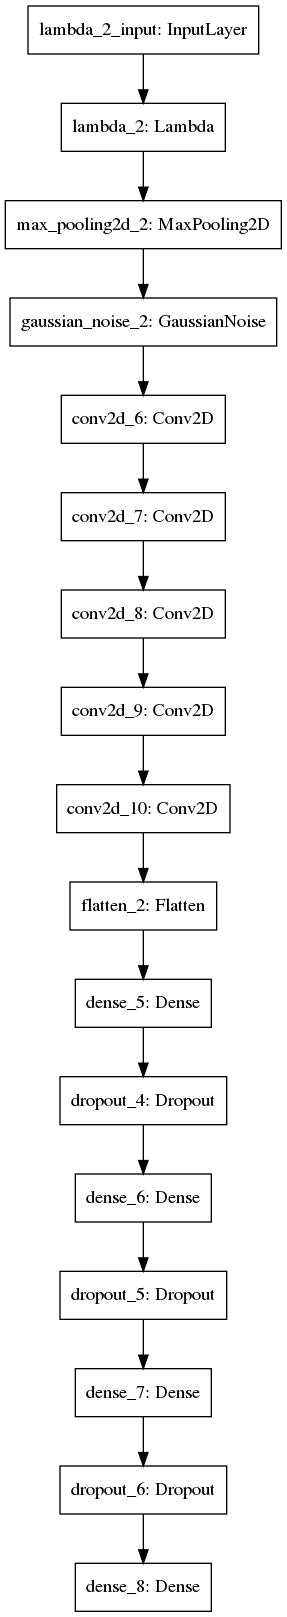 lambda_2_input: InputLayer
lambda_2: Lambda
max_pooling2d_2: MaxPooling2D
gaussian_noise_2: GaussianNoise
conv2d_6: Conv2D
conv2d_7: Conv2D
conv2d_8: Conv2D
conv2d_9: Conv2D
conv2d_10: Conv2D
flatten_2: Flatten
dense_5: Dense
dropout_4: Dropout
dense_6: Dense
dropout_5: Dropout
dense_7: Dense
dropout_6: Dropout
dense_8: Dense